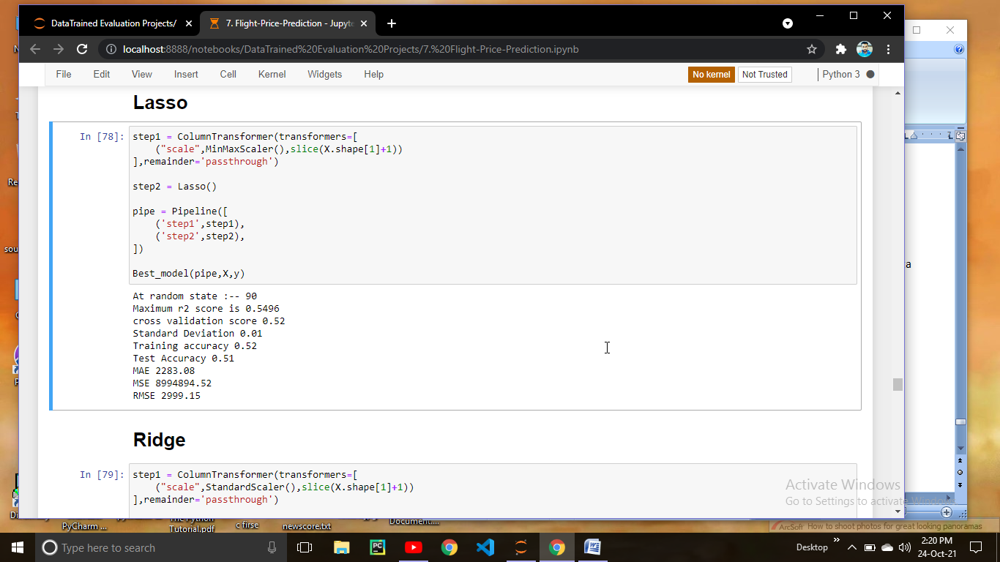 DataTrained Evaluation Projects/
7. Flight-Price-Prediction - Jupyte
localhost:8888/notebooks/DataTrained%20Evaluation%20Projects/7.%20Flight-Price-Prediction.ipynb
File Edit View Insert Cell Kernel Widgets Help
No kernel Not Trusted Python 3
Lasso
In [78]:
step1 = ColumnTransformer(transformers=[
("scale",MinMaxScaler(),slice(X.shape[1]+1))
],remainder='passthrough')
step2 = Lasso()
pipe = Pipeline([
('step1',step1),
('step2',step2),
])
Best_model(pipe,X,y)
At random state :-- 90
Maximum r2 score is 0.5496
cross validation score 0.52
Standard Deviation 0.01
Training accuracy 0.52
Test Accuracy 0.51
MAE 2283.08
MSE 8994894.52
RMSE 2999.15
Ridge
In [79]:
step1 = ColumnTransformer(transformers=[
("scale",StandardScaler(),slice(X.shape[1]+1))
],remainder='passthrough')
Activate Windows
Go to Settings to activate Windows.
Re
sou
a
PyCharm ...
Tutorial.pdf
c firse
newscore.txt
Document....
ArcSoft How to shoot photos for great looking panoramas
Type here to search
Desktop
2:20 PM
24-Oct-21